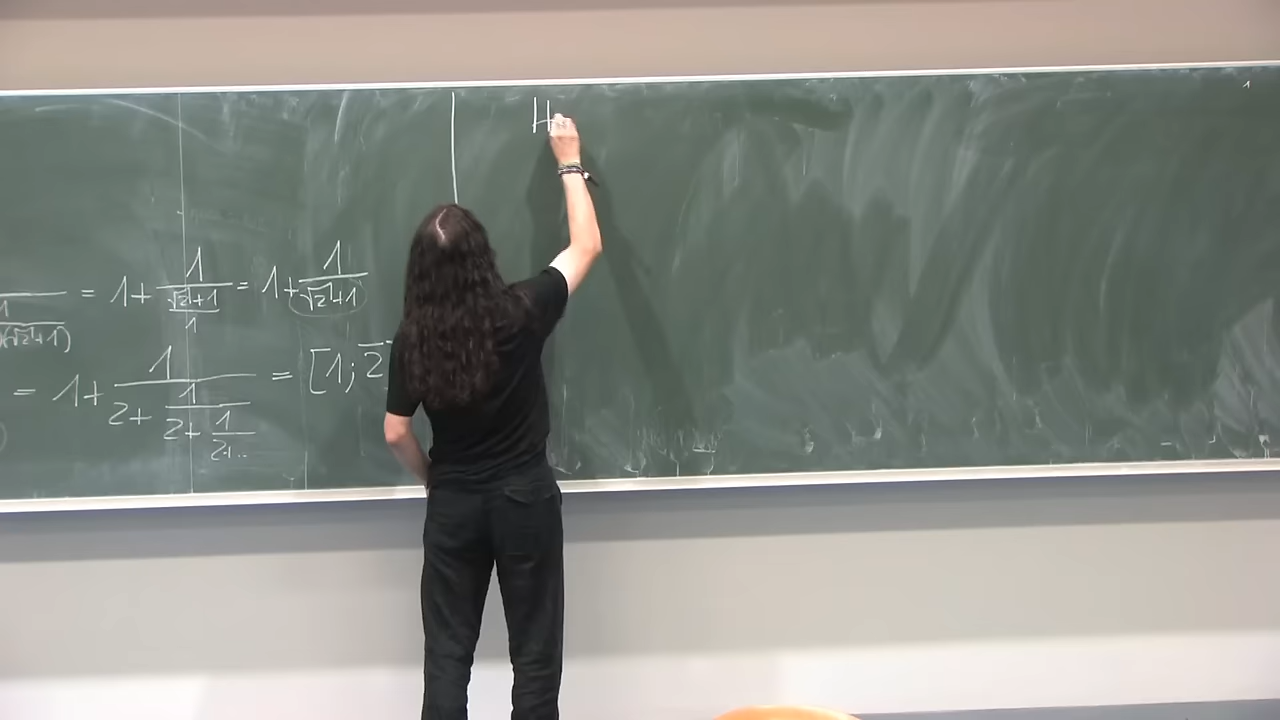 1/(√2+1) = 1 + 1/((√2+1)/1) = 1 + 1/(√2+1)
= 1 + 1/(2 + 1/(2 + 1/(2+...))) = [1; 2̅]
H